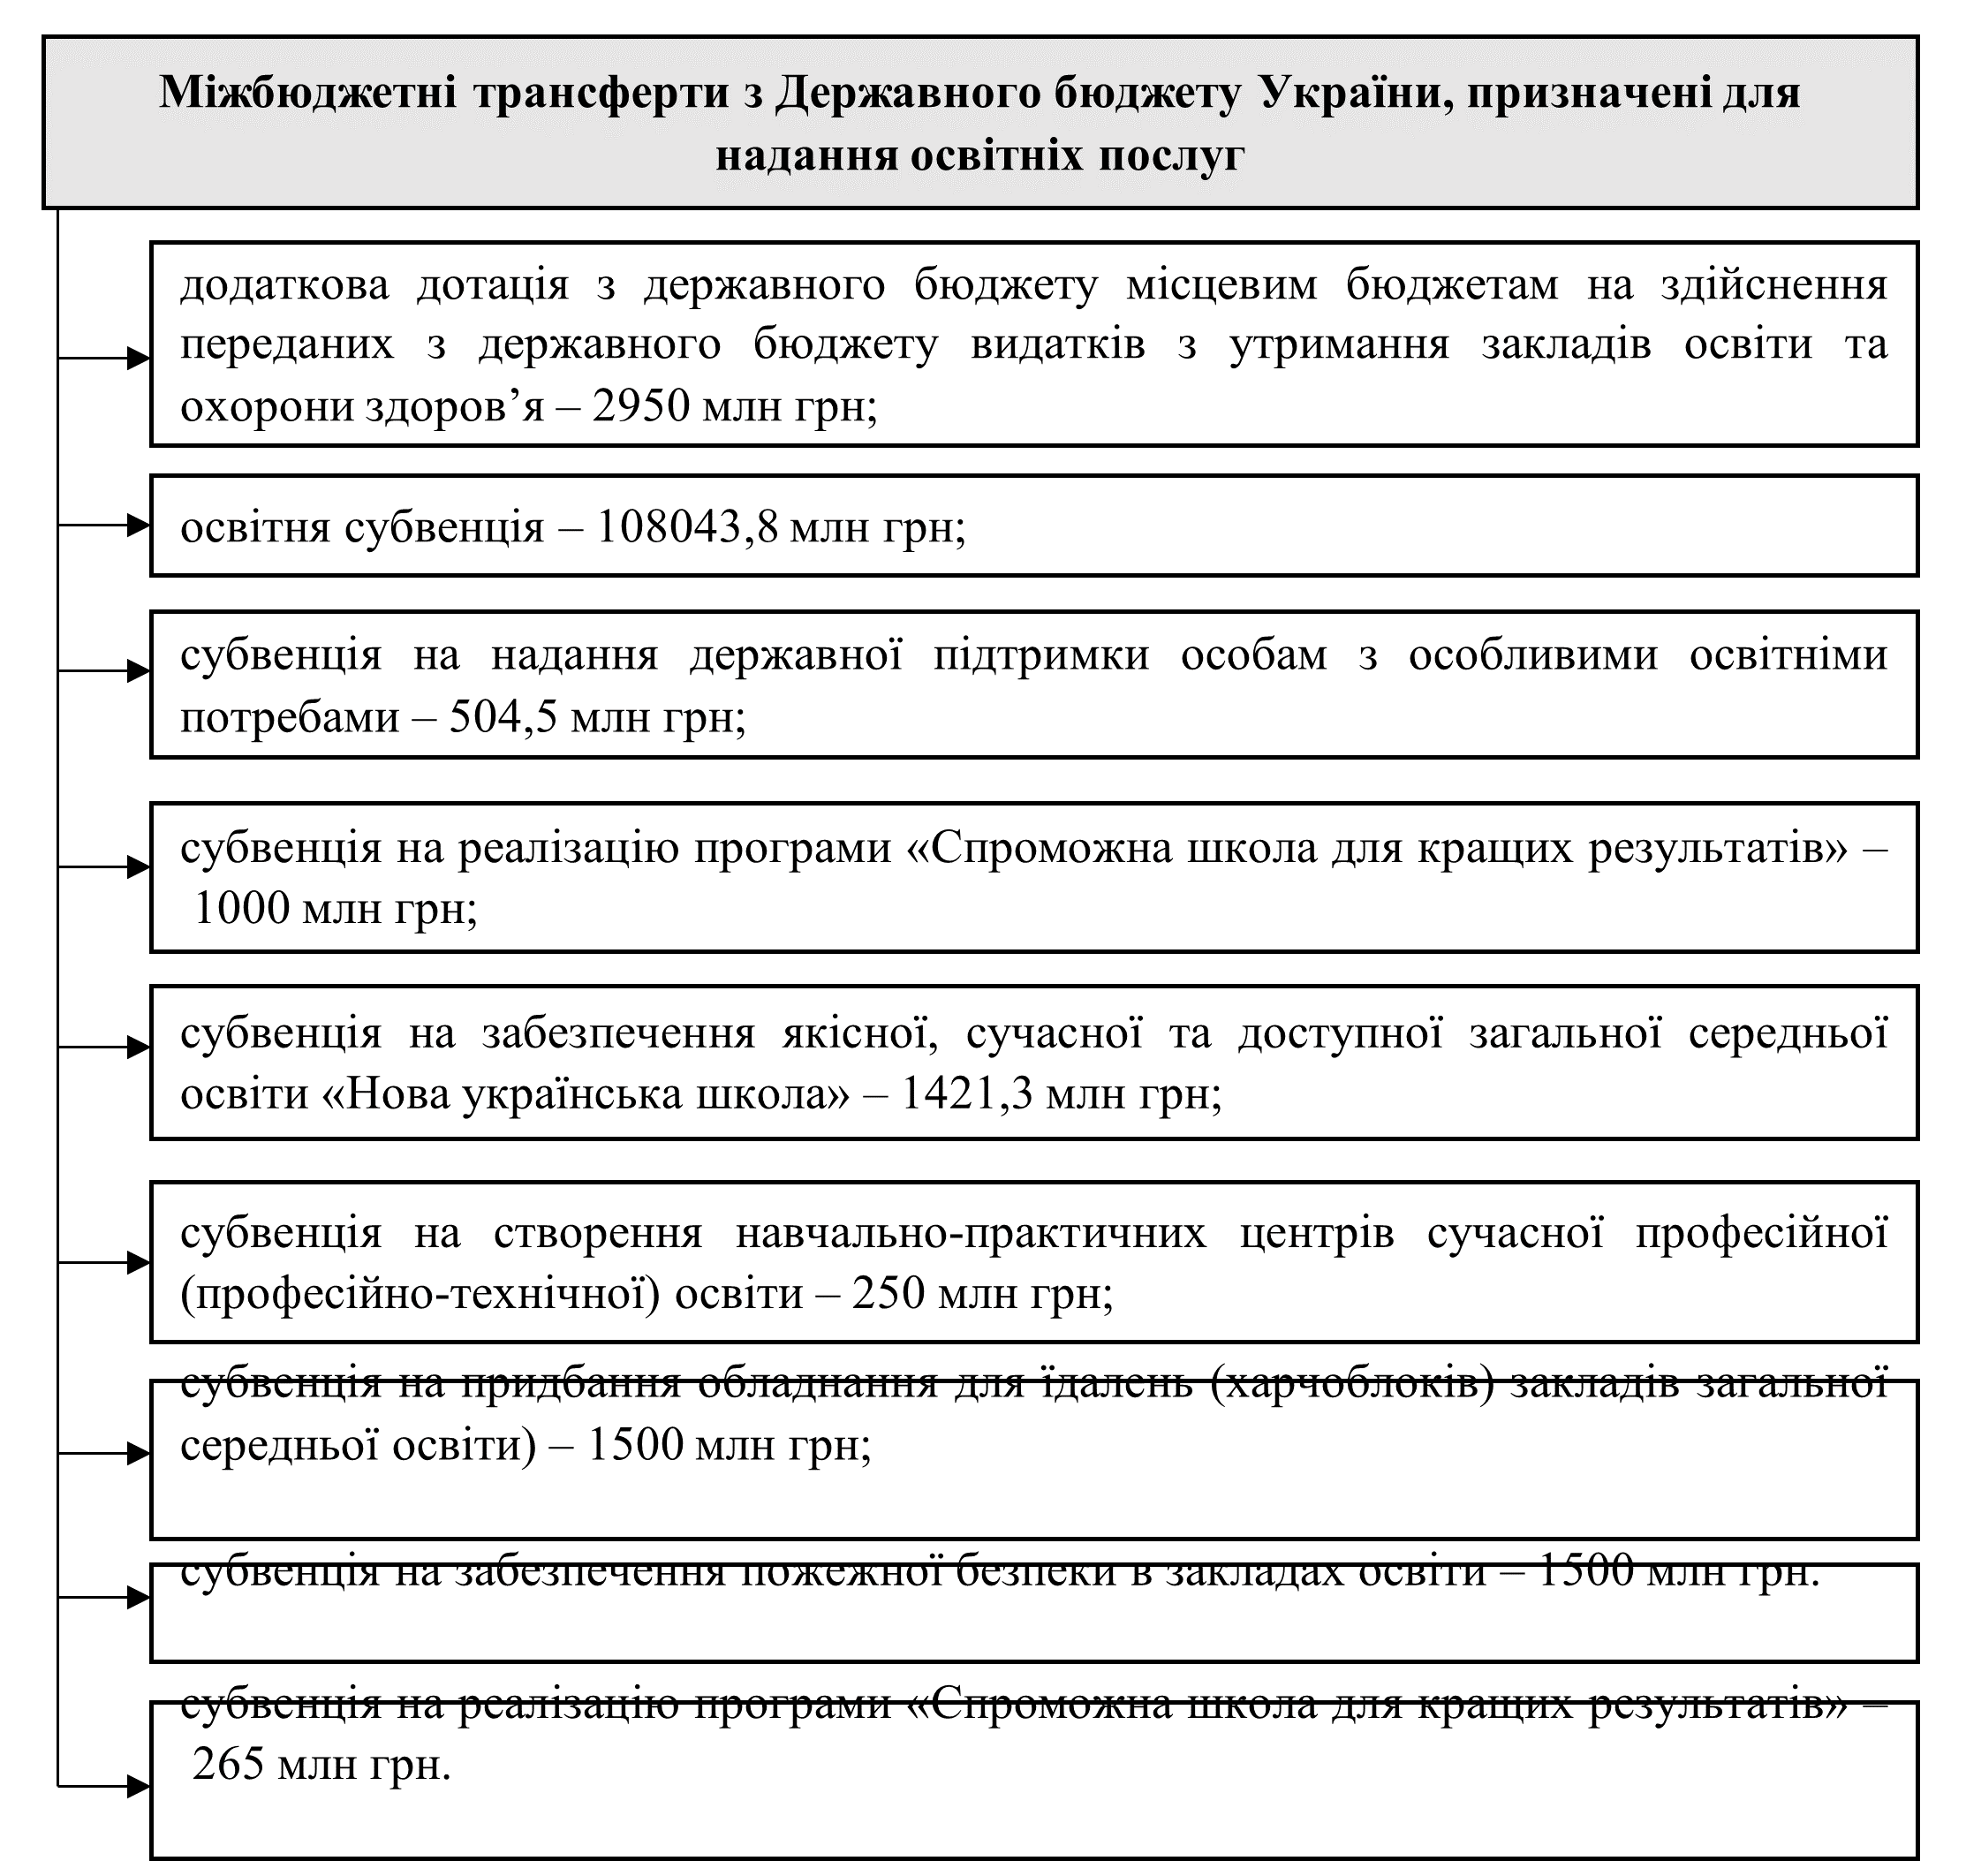 Міжбюджетні трансферти з Державного бюджету України, призначені для
надання освітніх послуг
додаткова дотація з державного бюджету місцевим бюджетам на здійснення
переданих з державного бюджету видатків з утримання закладів освіти та
охорони здоров’я – 2950 млн грн;
освітня субвенція – 108043,8 млн грн;
субвенція на надання державної підтримки особам з особливими освітніми
потребами – 504,5 млн грн;
субвенція на реалізацію програми «Спроможна школа для кращих результатів» –
1000 млн грн;
субвенція на забезпечення якісної, сучасної та доступної загальної середньої
освіти «Нова українська школа» – 1421,3 млн грн;
субвенція на створення навчально-практичних центрів сучасної професійної
(професійно-технічної) освіти – 250 млн грн;
субвенція на придбання обладнання для їдалень (харчоблоків) закладів загальної
середньої освіти) – 1500 млн грн;
субвенція на забезпечення пожежної безпеки в закладах освіти – 1500 млн грн.
субвенція на реалізацію програми «Спроможна школа для кращих результатів» –
265 млн грн.